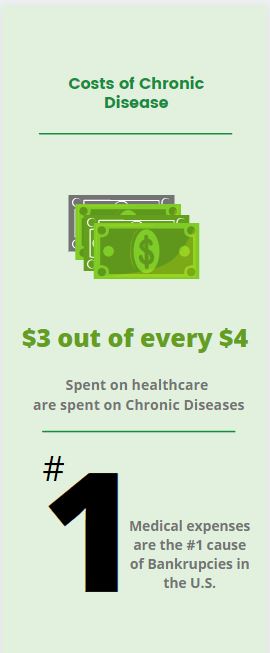 Costs of Chronic
Disease
$3 out of every $4
Spent on healthcare
are spent on Chronic Diseases
#1
Medical expenses
are the #1 cause
of Bankrupcies in
the U.S.